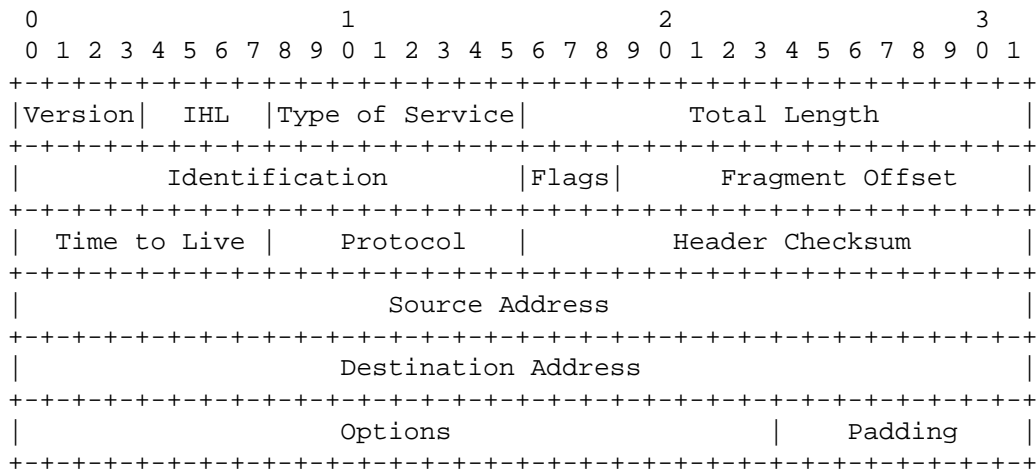 0                   1                   2                   3
0 1 2 3 4 5 6 7 8 9 0 1 2 3 4 5 6 7 8 9 0 1 2 3 4 5 6 7 8 9 0 1
+-+-+-+-+-+-+-+-+-+-+-+-+-+-+-+-+-+-+-+-+-+-+-+-+-+-+-+-+-+-+-+-+
|Version|  IHL  |Type of Service|          Total Length         |
+-+-+-+-+-+-+-+-+-+-+-+-+-+-+-+-+-+-+-+-+-+-+-+-+-+-+-+-+-+-+-+-+
|         Identification        |Flags|      Fragment Offset    |
+-+-+-+-+-+-+-+-+-+-+-+-+-+-+-+-+-+-+-+-+-+-+-+-+-+-+-+-+-+-+-+-+
|  Time to Live |    Protocol   |         Header Checksum       |
+-+-+-+-+-+-+-+-+-+-+-+-+-+-+-+-+-+-+-+-+-+-+-+-+-+-+-+-+-+-+-+-+
|                       Source Address                          |
+-+-+-+-+-+-+-+-+-+-+-+-+-+-+-+-+-+-+-+-+-+-+-+-+-+-+-+-+-+-+-+-+
|                    Destination Address                        |
+-+-+-+-+-+-+-+-+-+-+-+-+-+-+-+-+-+-+-+-+-+-+-+-+-+-+-+-+-+-+-+-+
|                    Options                    |    Padding    |
+-+-+-+-+-+-+-+-+-+-+-+-+-+-+-+-+-+-+-+-+-+-+-+-+-+-+-+-+-+-+-+-+